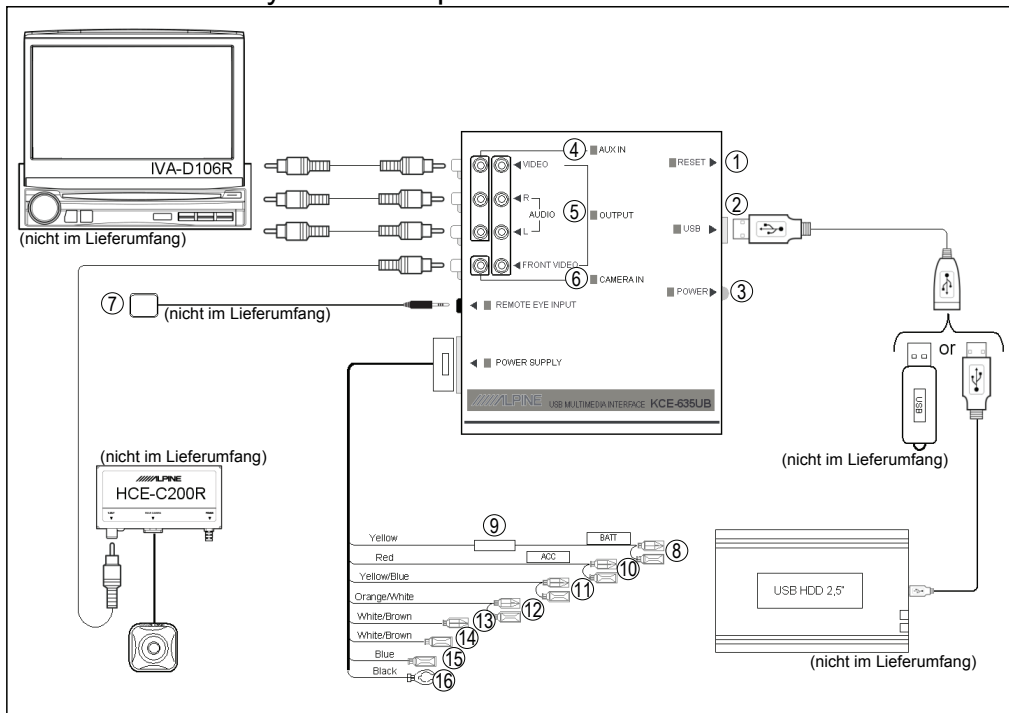 IVA-D106R
(nicht im Lieferumfang)
④ AUX IN
RESET ①
VIDEO
②
R
AUDIO ⑤ OUTPUT
L
USB
FRONT VIDEO
⑥ CAMERA IN
POWER ③
⑦ (nicht im Lieferumfang)
REMOTE EYE INPUT
or
POWER SUPPLY
ALPINE USB MULTIMEDIA INTERFACE KCE-635UB
USB
(nicht im Lieferumfang)
(nicht im Lieferumfang)
ALPINE
HCE-C200R
Yellow ⑨ BATT ⑧
Red ACC ⑩
Yellow/Blue ⑪
Orange/White ⑫
White/Brown ⑬
White/Brown ⑭
Blue ⑮
Black ⑯
USB HDD 2,5"
(nicht im Lieferumfang)